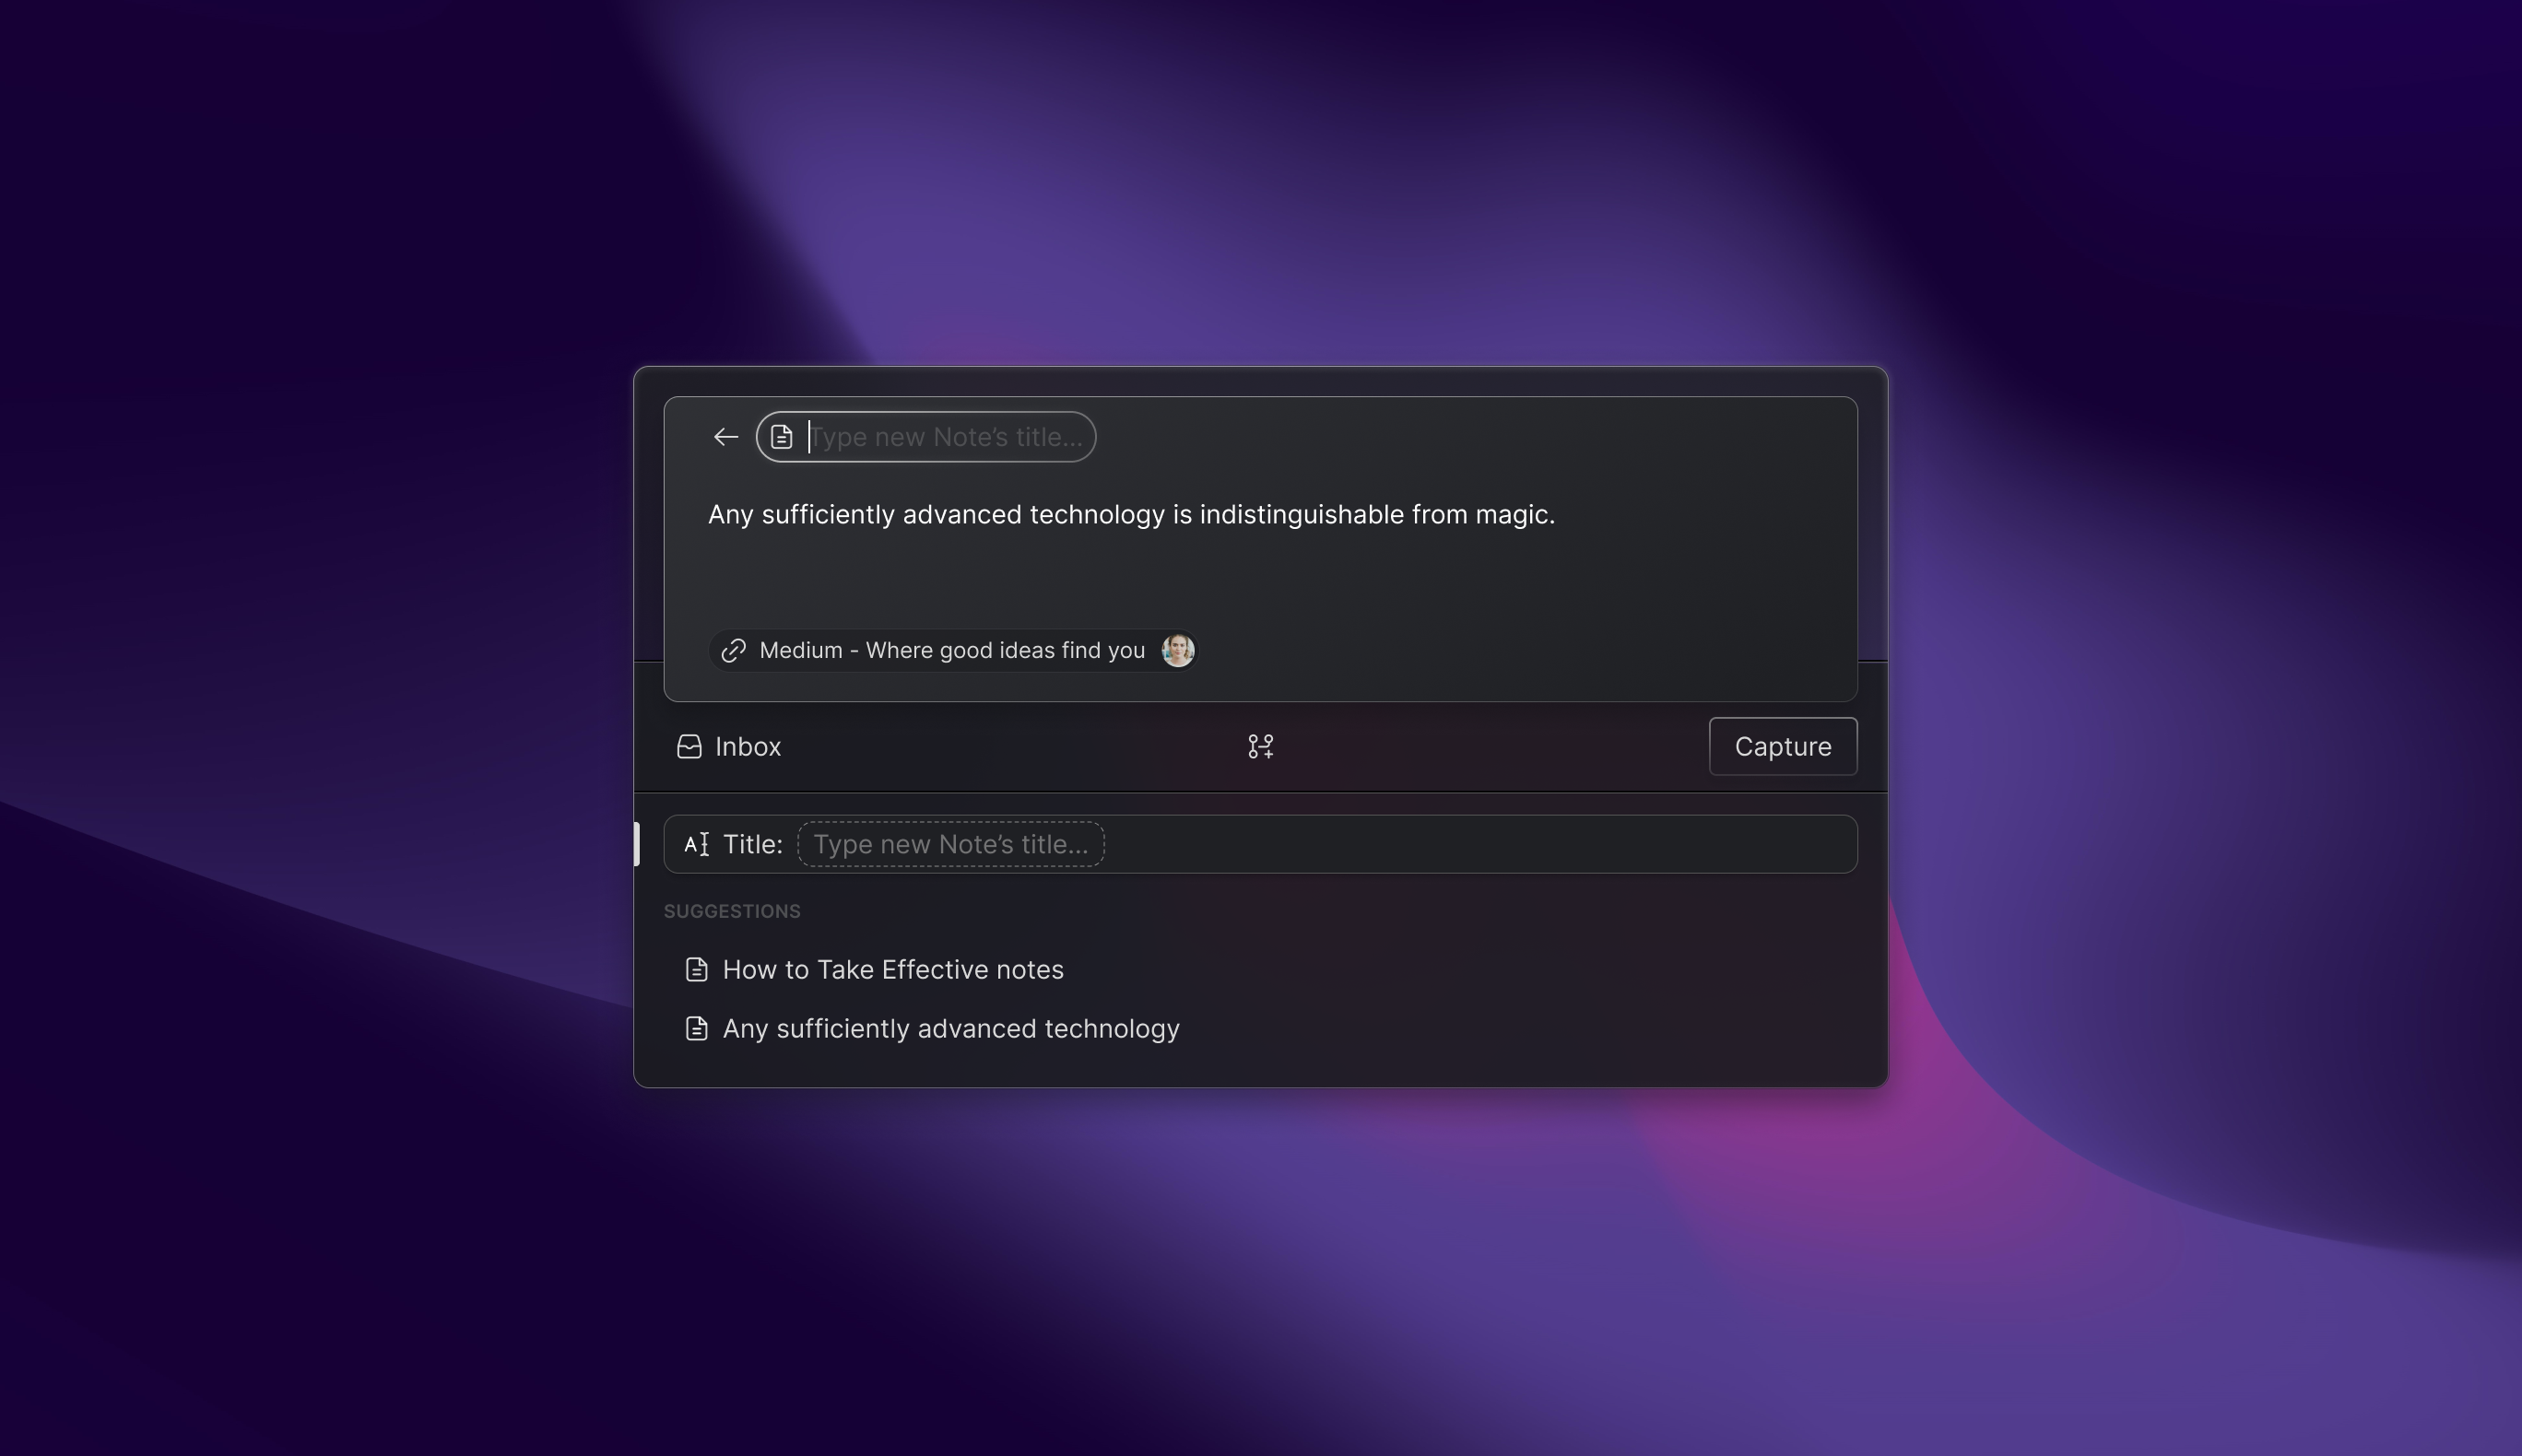 Type new Note’s title...
Any sufficiently advanced technology is indistinguishable from magic.
Medium - Where good ideas find you
Inbox
Capture
A Title: Type new Note’s title...
SUGGESTIONS
How to Take Effective notes
Any sufficiently advanced technology